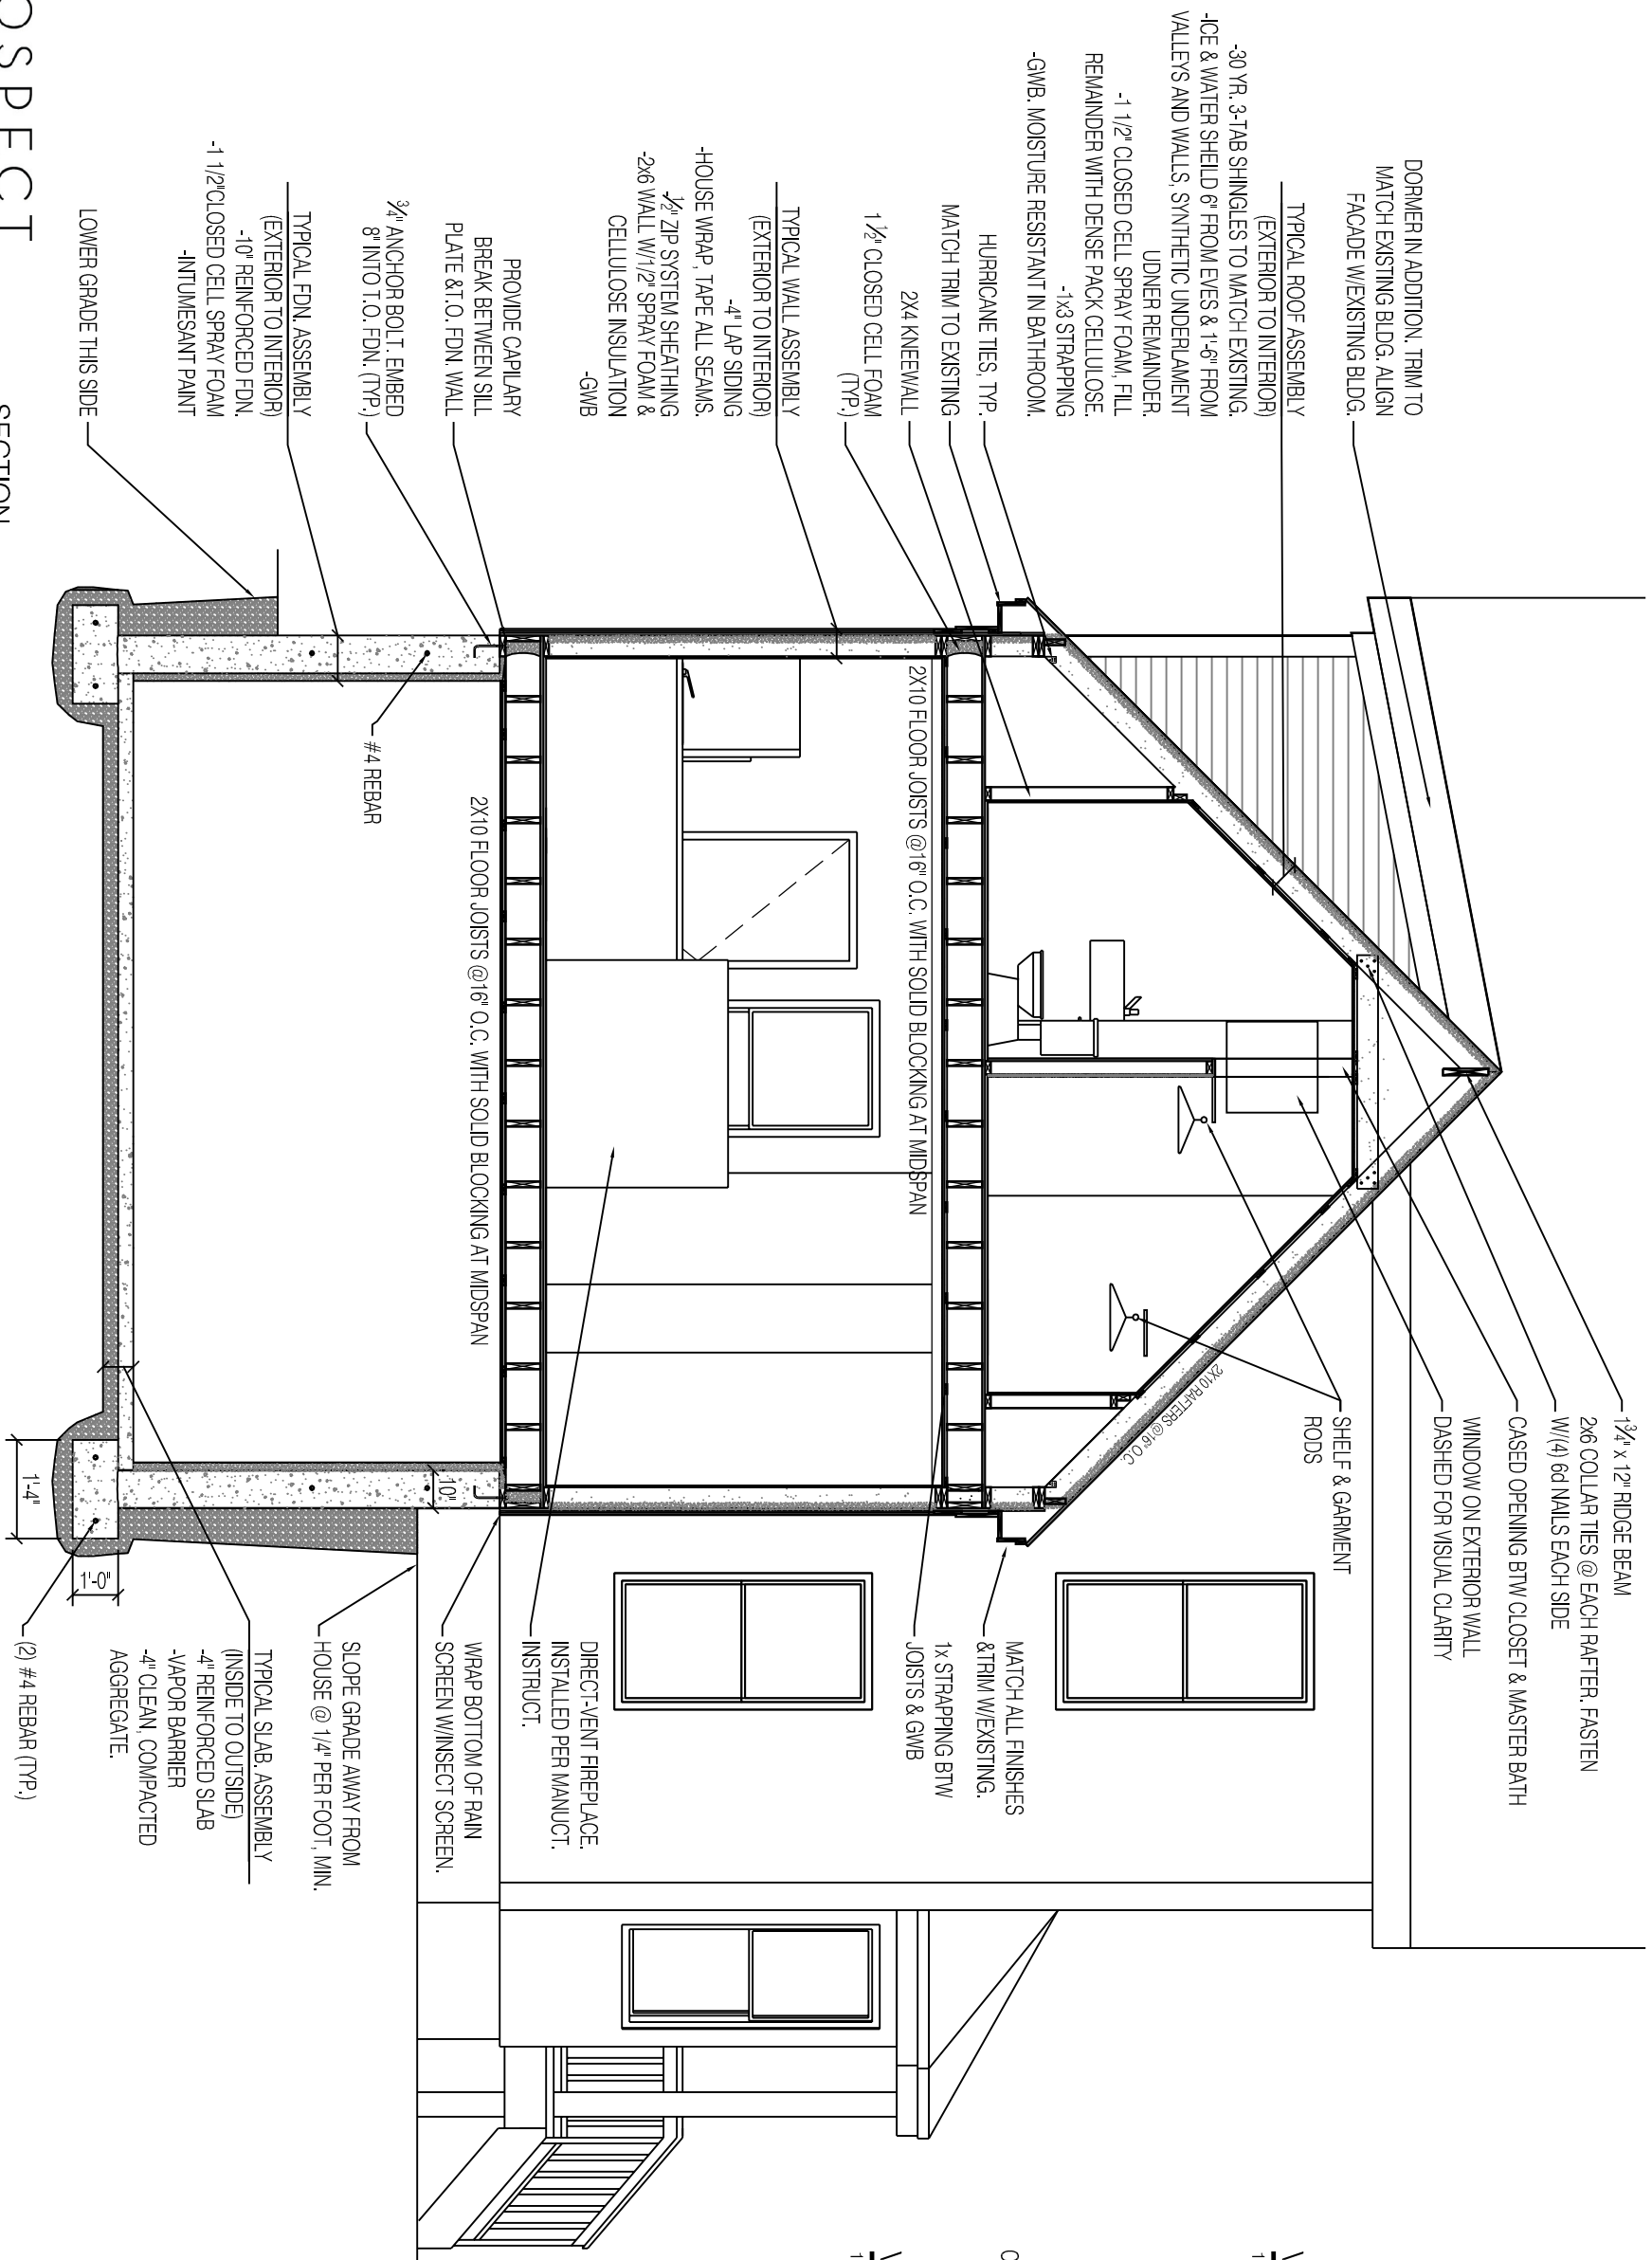 DORMER IN ADDITION. TRIM TO
MATCH EXISTING BLDG. ALIGN
FACADE W/EXISTING BLDG.
TYPICAL ROOF ASSEMBLY
(EXTERIOR TO INTERIOR)
-30 YR. 3-TAB SHINGLES TO MATCH EXISTING.
-ICE & WATER SHEILD 6" FROM EVES & 1'-6" FROM
VALLEYS AND WALLS, SYNTHETIC UNDERLAMENT
UDNER REMAINDER.
-1 1/2" CLOSED CELL SPRAY FOAM, FILL
REMAINDER WITH DENSE PACK CELLULOSE.
-1x3 STRAPPING
-GWB. MOISTURE RESISTANT IN BATHROOM.
HURRICANE TIES, TYP.
MATCH TRIM TO EXISTING
2X4 KNEEWALL
1 1/2" CLOSED CELL FOAM
(TYP.)
TYPICAL WALL ASSEMBLY
(EXTERIOR TO INTERIOR)
-4" LAP SIDING
-HOUSE WRAP, TAPE ALL SEAMS.
-1/2" ZIP SYSTEM SHEATHING
-2x6 WALL W/1/2" SPRAY FOAM &
CELLULOSE INSULATION
-GWB
PROVIDE CAPILARY
BREAK BETWEEN SILL
PLATE &T.O. FDN. WALL
3/4" ANCHOR BOLT. EMBED
8" INTO T.O. FDN. (TYP.)
TYPICAL FDN. ASSEMBLY
(EXTERIOR TO INTERIOR)
-10" REINFORCED FDN.
-1 1/2"CLOSED CELL SPRAY FOAM
-INTUMESANT PAINT
LOWER GRADE THIS SIDE
2X10 FLOOR JOISTS @16" O.C. WITH SOLID BLOCKING AT MIDSPAN
2X10 FLOOR JOISTS @16" O.C. WITH SOLID BLOCKING AT MIDSPAN
#4 REBAR
2X10 RAFTERS @16" O.C.
10"
1'-4"
1'-0"
1 3/4" x 12" RIDGE BEAM
2x6 COLLAR TIES @ EACH RAFTER. FASTEN
W/(4) 6d NAILS EACH SIDE
CASED OPENING BTW CLOSET & MASTER BATH
WINDOW ON EXTERIOR WALL
DASHED FOR VISUAL CLARITY
SHELF & GARMENT
RODS
MATCH ALL FINISHES
&TRIM W/EXISTING.
1x STRAPPING BTW
JOISTS & GWB
DIRECT-VENT FIREPLACE.
INSTALLED PER MANUCT.
INSTRUCT.
WRAP BOTTOM OF RAIN
SCREEN W/INSECT SCREEN.
SLOPE GRADE AWAY FROM
HOUSE @ 1/4" PER FOOT, MIN.
TYPICAL SLAB. ASSEMBLY
(INSIDE TO OUTSIDE)
-4" REINFORCED SLAB
-VAPOR BARRIER
-4" CLEAN, COMPACTED
AGGREGATE.
(2) #4 REBAR (TYP.)
OSPECT
SECTION